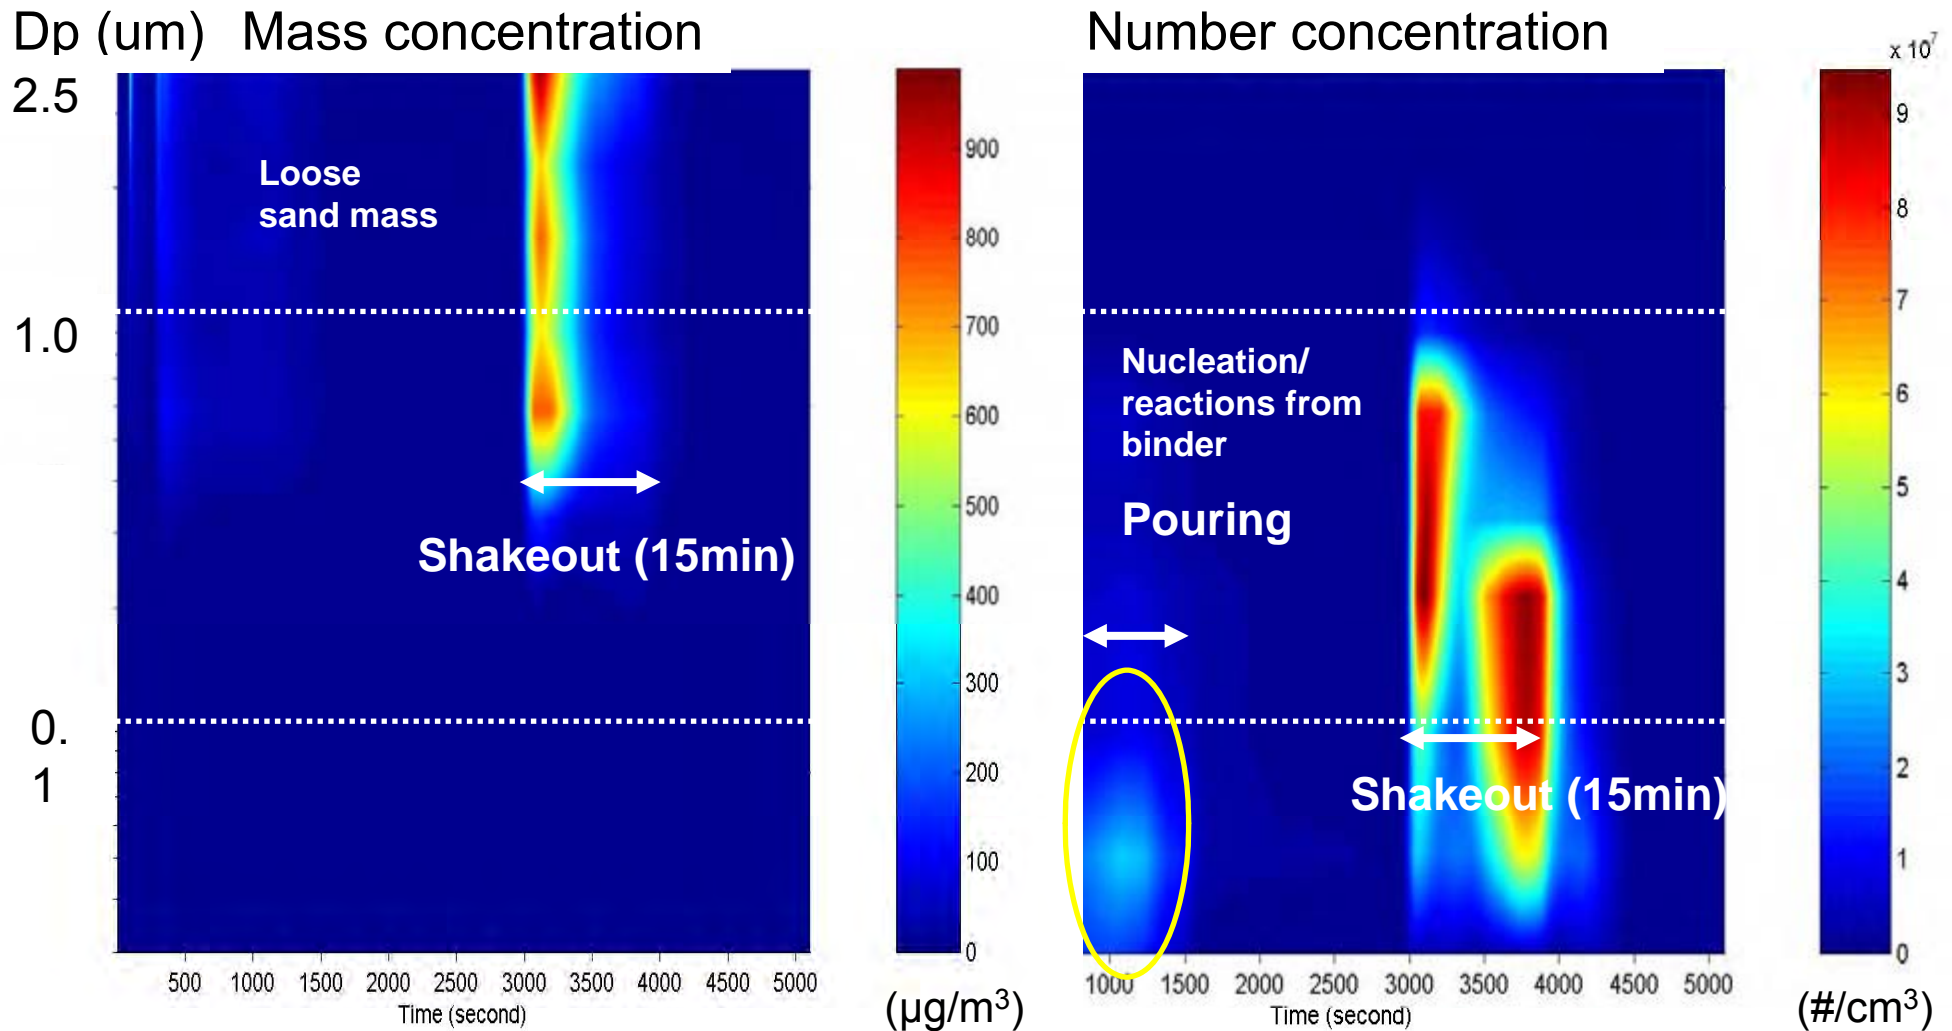 Dp (um) Mass concentration
2.5
1.0
0.
1
Loose
sand mass
Shakeout (15min)
500 1000 1500 2000 2500 3000 3500 4000 4500 5000
Time (second)
900
800
700
600
500
400
300
200
100
0
(µg/m³)
Number concentration
Nucleation/
reactions from
binder
Pouring
Shakeout (15min)
1000 1500 2000 2500 3000 3500 4000 4500 5000
Time (second)
x 10⁷
9
8
7
6
5
4
3
2
1
0
(#/cm³)